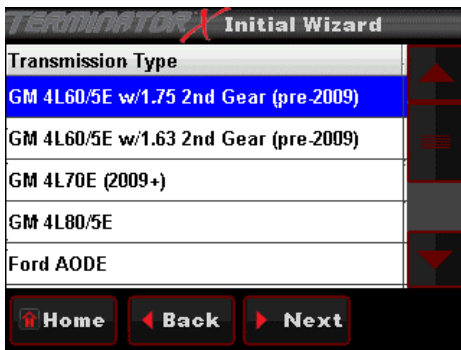 TERMINATOR X Initial Wizard
Transmission Type
GM 4L60/5E w/1.75 2nd Gear (pre-2009)
GM 4L60/5E w/1.63 2nd Gear (pre-2009)
GM 4L70E (2009+)
GM 4L80/5E
Ford AODE
Home Back Next